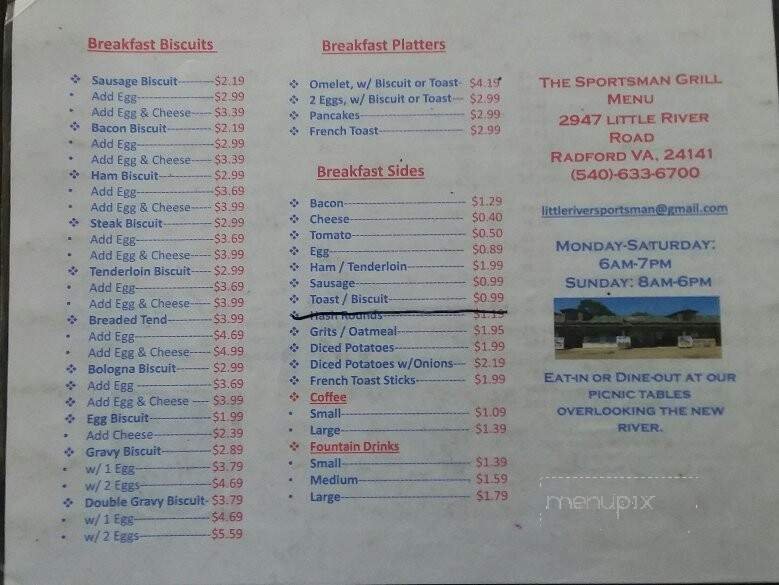 Breakfast Biscuits
Sausage Biscuit $2.19
Add Egg $2.99
Add Egg & Cheese $3.39
Bacon Biscuit $2.19
Add Egg $2.99
Add Egg & Cheese $3.39
Ham Biscuit $2.99
Add Egg $3.69
Add Egg & Cheese $3.99
Steak Biscuit $2.99
Add Egg $3.69
Add Egg & Cheese $3.99
Tenderloin Biscuit $2.99
Add Egg $3.69
Add Egg & Cheese $3.99
Breaded Tend $3.99
Add Egg $4.69
Add Egg & Cheese $4.99
Bologna Biscuit $2.99
Add Egg $3.69
Add Egg & Cheese $3.99
Egg Biscuit $1.99
Add Cheese $2.39
Gravy Biscuit $2.89
w/ 1 Egg $3.79
w/ 2 Eggs $4.69
Double Gravy Biscuit- $3.79
w/ 1 Egg $4.69
w/ 2 Eggs $5.59
Breakfast Platters
Omelet, w/ Biscuit or Toast- $4.19
2 Eggs, w/ Biscuit or Toast $2.99
Pancakes $2.99
French Toast $2.99
Breakfast Sides
Bacon $1.29
Cheese $0.40
Tomato $0.50
Egg $0.89
Ham / Tenderloin $1.99
Sausage $0.99
Toast / Biscuit $0.99
Hash Rounds $1.19
Grits / Oatmeal $1.95
Diced Potatoes $1.99
Diced Potatoes w/Onions $2.19
French Toast Sticks $1.99
Coffee
Small $1.09
Large $1.39
Fountain Drinks
Small $1.39
Medium $1.59
Large $1.79
The Sportsman Grill
Menu
2947 Little River
Road
Radford VA, 24141
(540)-633-6700
littleriversportsman@gmail.com
Monday-Saturday:
6am-7pm
Sunday: 8am-6pm
Eat-in or Dine-out at our
picnic tables
overlooking the New
River.
menupix